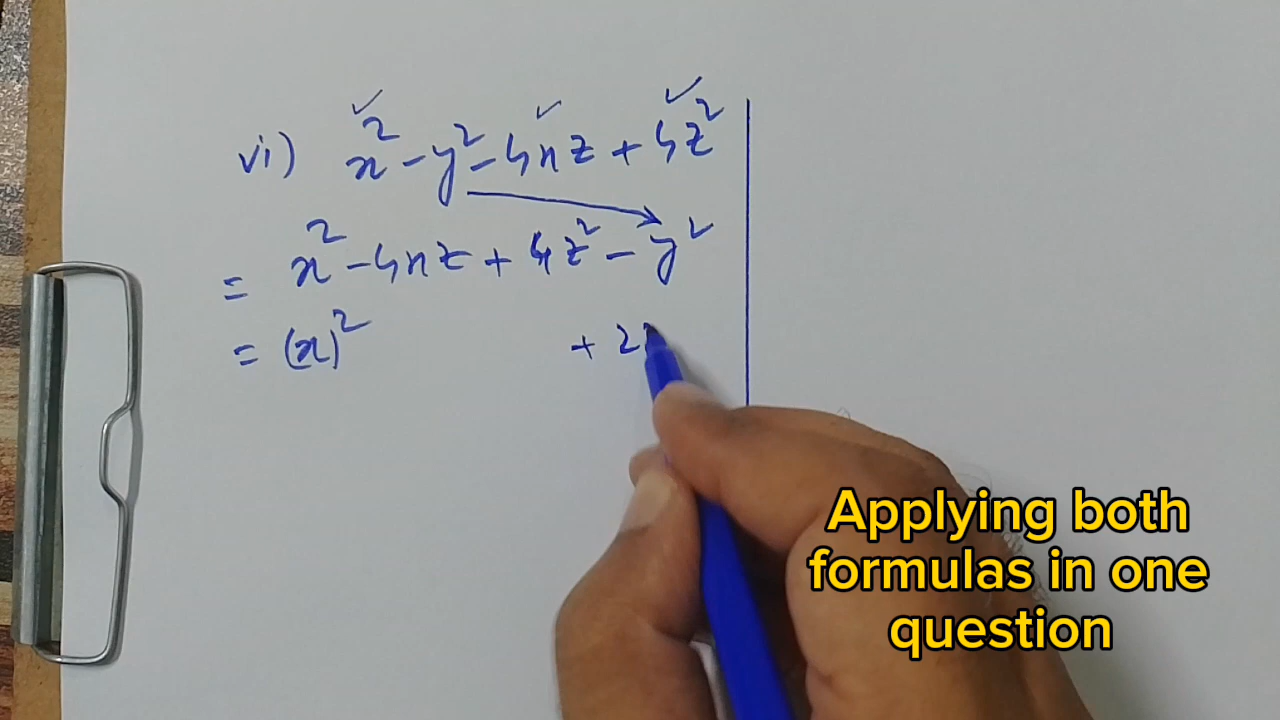 vi) x² - y² - 4xz + 4z²
= x² - 4xz + 4z² - y²
= (x)² + 2
Applying both
formulas in one
question